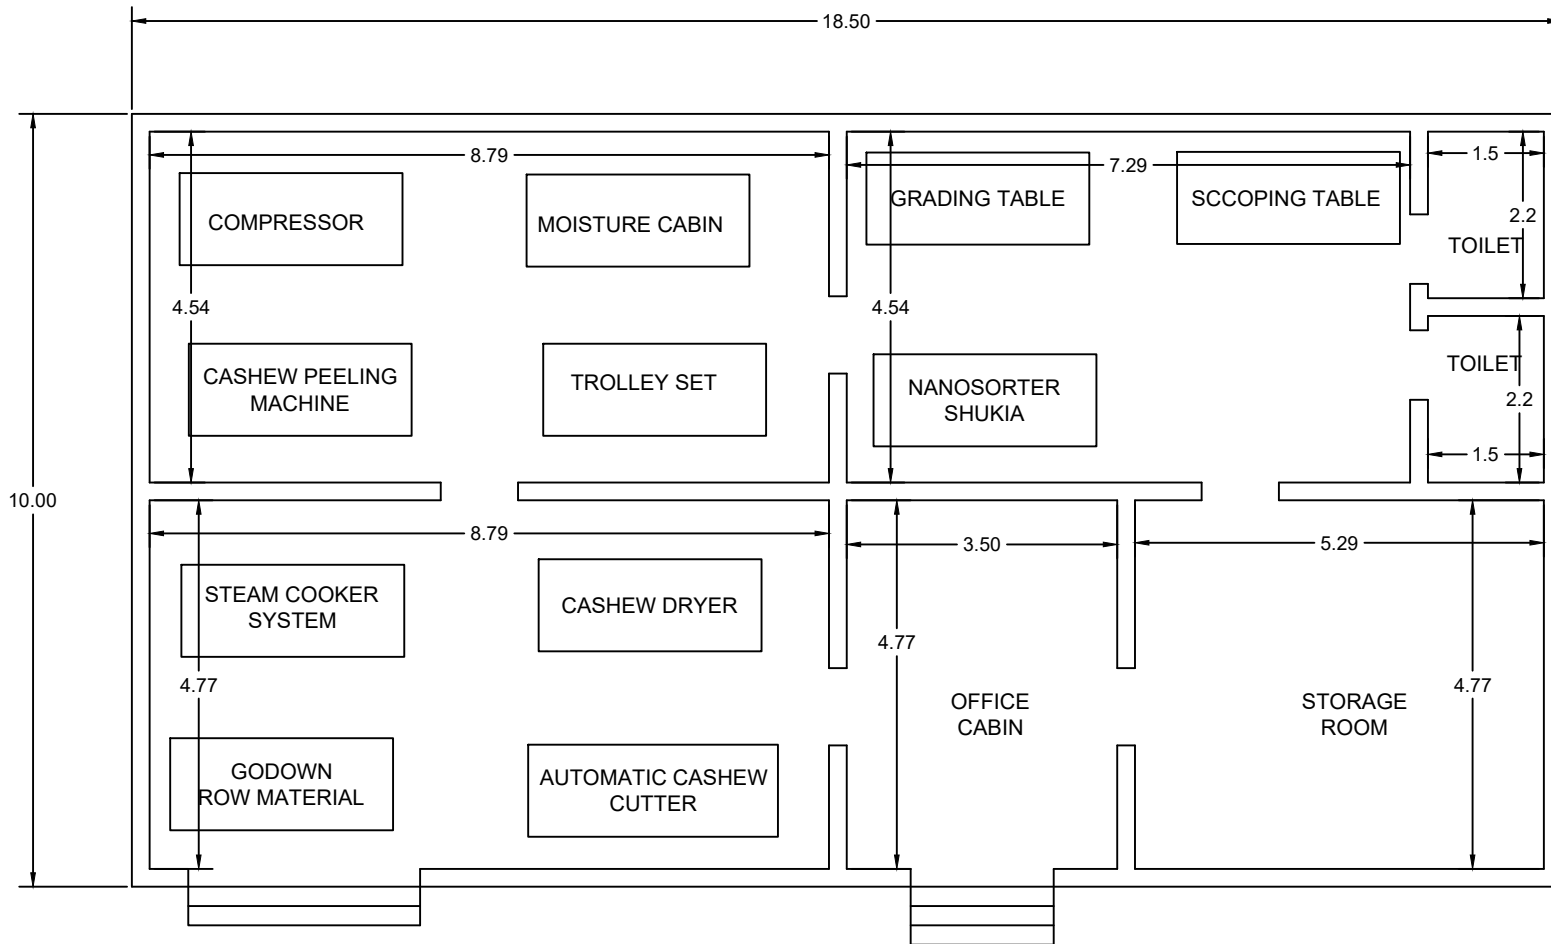 18.50
8.79
7.29
1.5
COMPRESSOR
MOISTURE CABIN
GRADING TABLE
SCCOPING TABLE
2.2
TOILET
4.54
4.54
CASHEW PEELING
MACHINE
TROLLEY SET
NANOSORTER
SHUKIA
TOILET
2.2
1.5
10.00
8.79
3.50
5.29
STEAM COOKER
SYSTEM
CASHEW DRYER
4.77
4.77
4.77
OFFICE
CABIN
STORAGE
ROOM
GODOWN
ROW MATERIAL
AUTOMATIC CASHEW
CUTTER